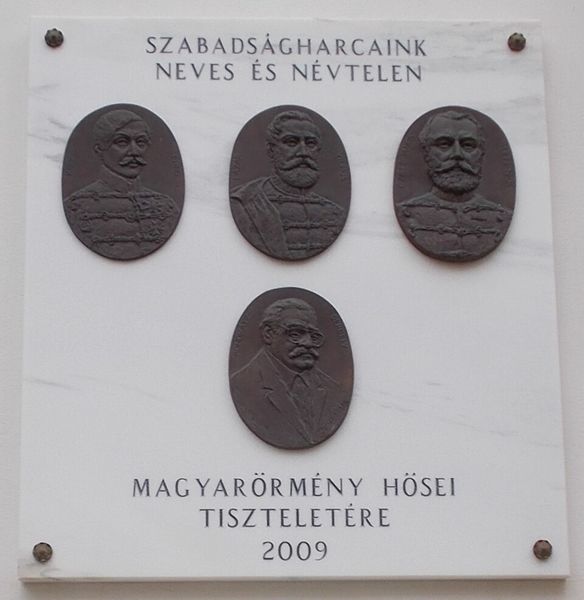 SZABADSÁGHARCAINK
NEVES ÉS NÉVTELEN
MAGYARÖRMÉNY HŐSEI
TISZTELETÉRE
2009